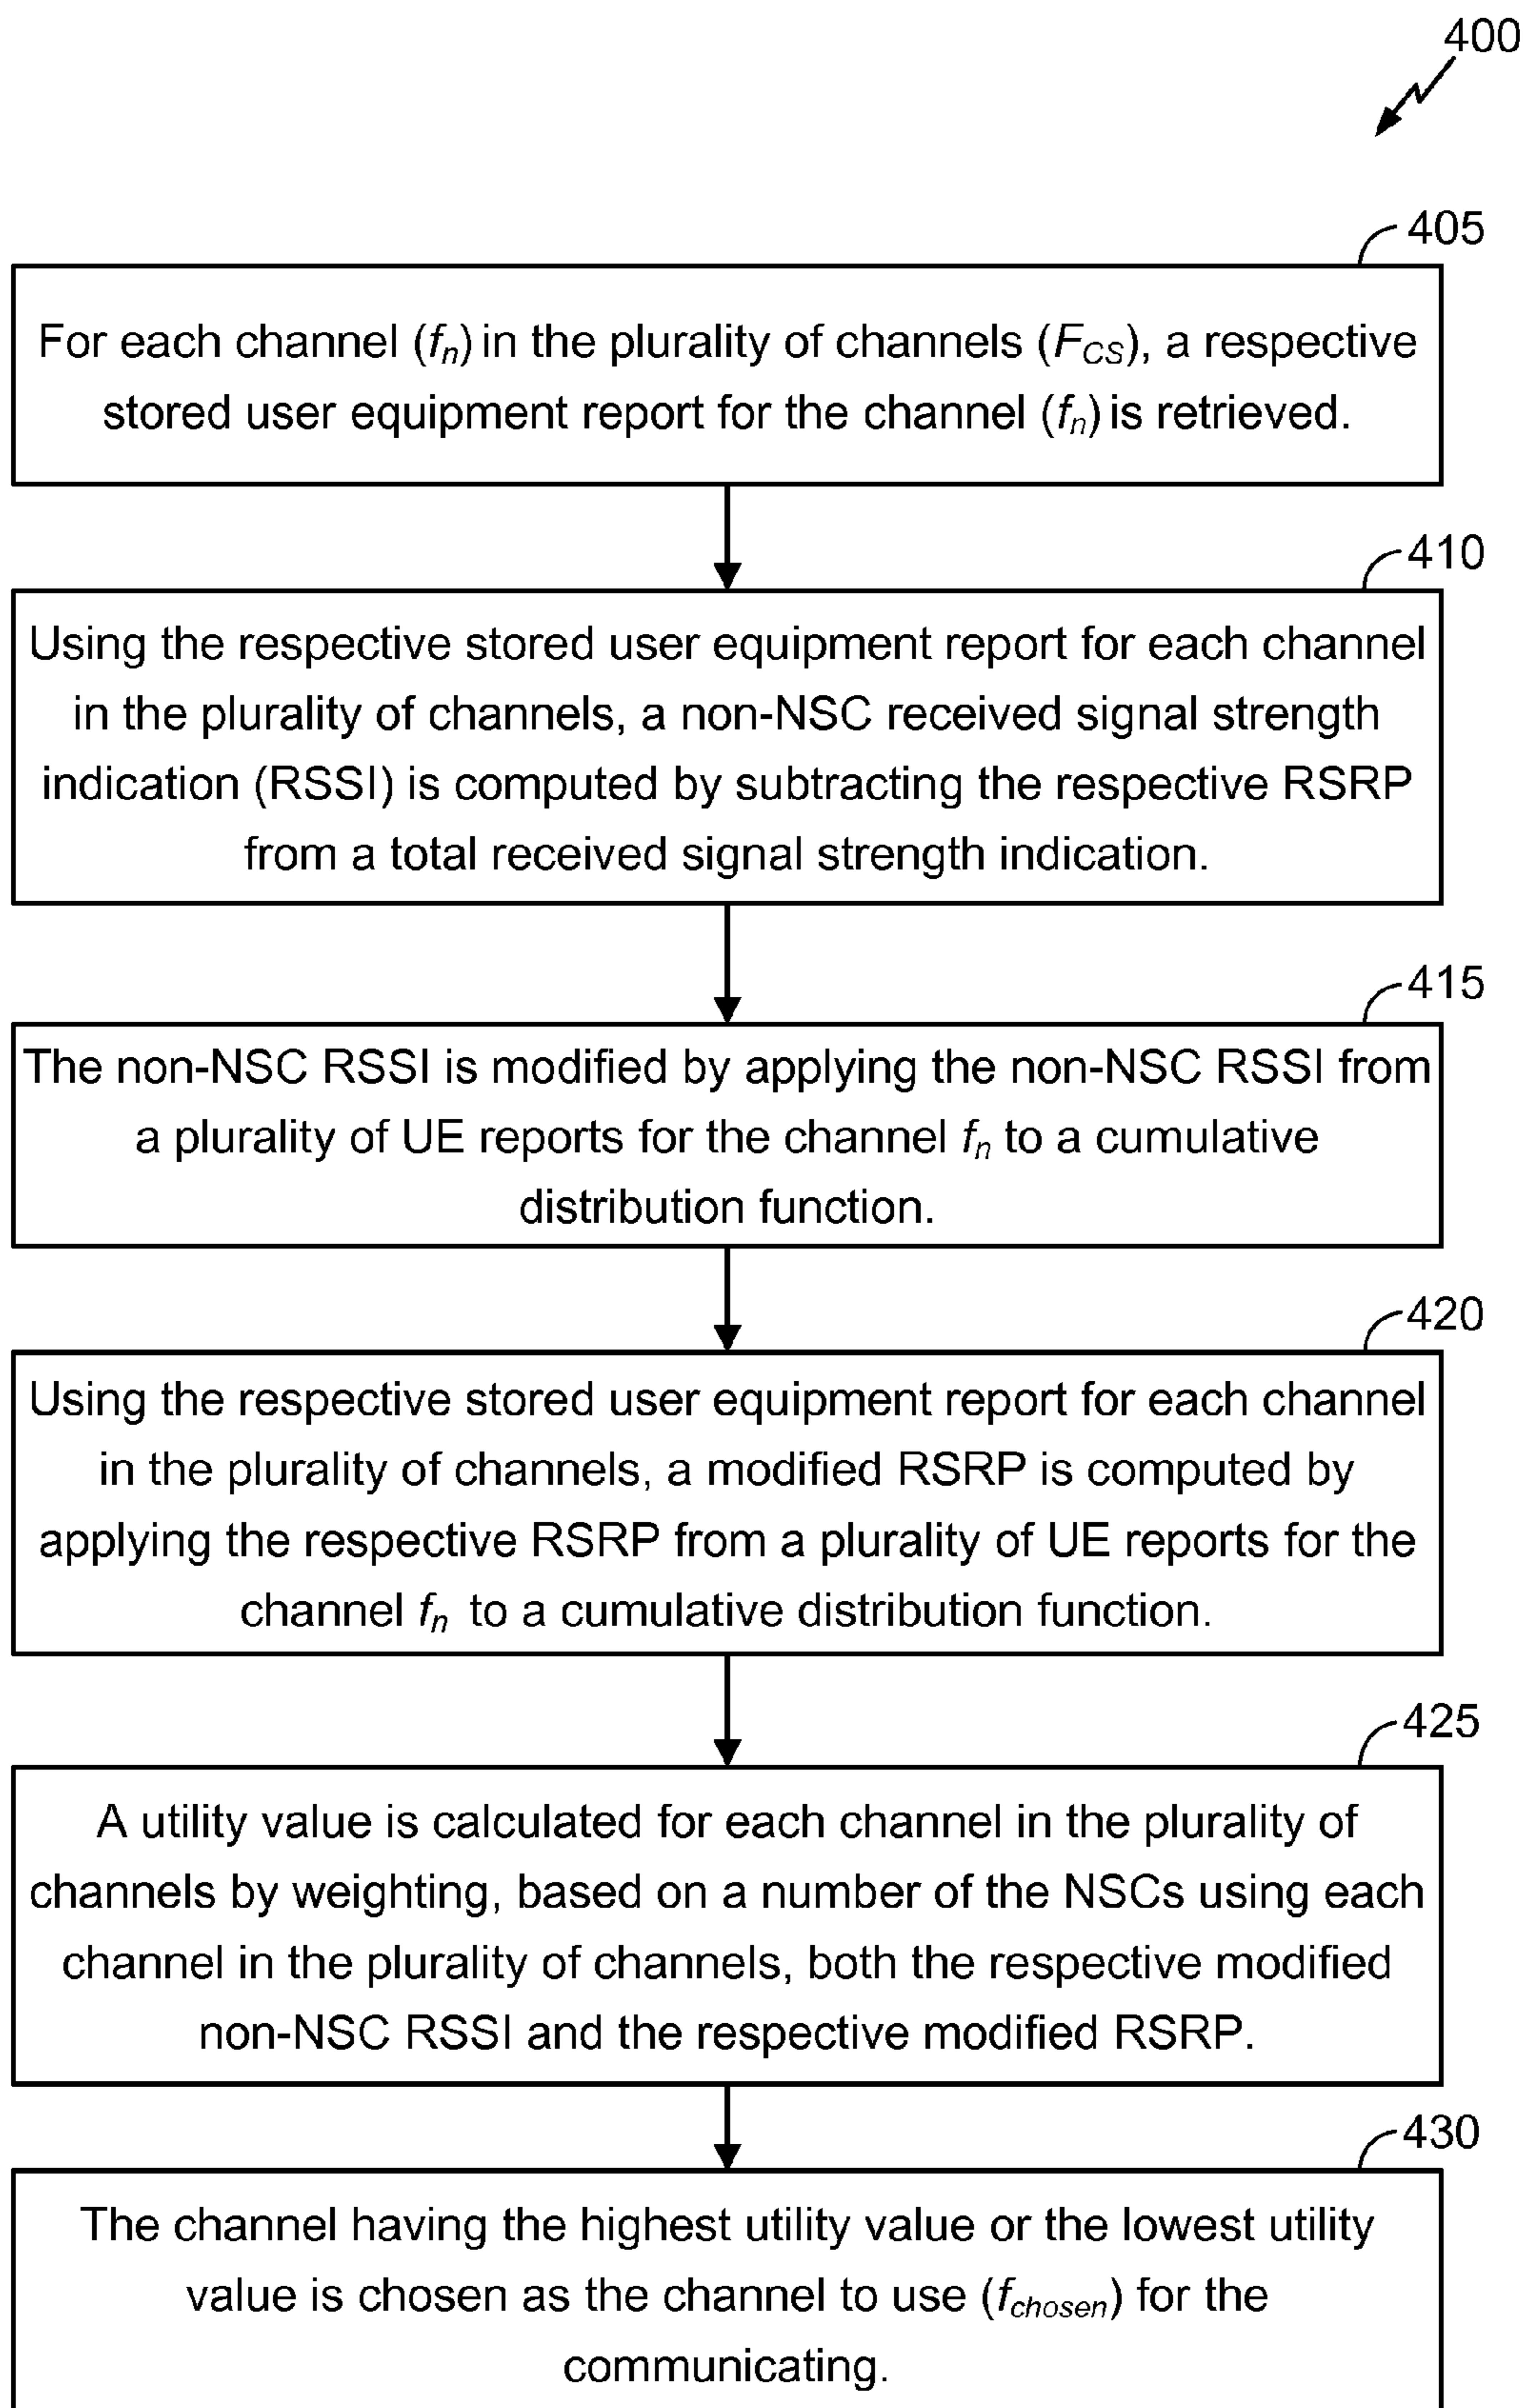 400
405
For each channel (fn) in the plurality of channels (FCS), a respective
stored user equipment report for the channel (fn) is retrieved.
410
Using the respective stored user equipment report for each channel
in the plurality of channels, a non-NSC received signal strength
indication (RSSI) is computed by subtracting the respective RSRP
from a total received signal strength indication.
415
The non-NSC RSSI is modified by applying the non-NSC RSSI from
a plurality of UE reports for the channel fn to a cumulative
distribution function.
420
Using the respective stored user equipment report for each channel
in the plurality of channels, a modified RSRP is computed by
applying the respective RSRP from a plurality of UE reports for the
channel fn to a cumulative distribution function.
425
A utility value is calculated for each channel in the plurality of
channels by weighting, based on a number of the NSCs using each
channel in the plurality of channels, both the respective modified
non-NSC RSSI and the respective modified RSRP.
430
The channel having the highest utility value or the lowest utility
value is chosen as the channel to use (fchosen) for the
communicating.